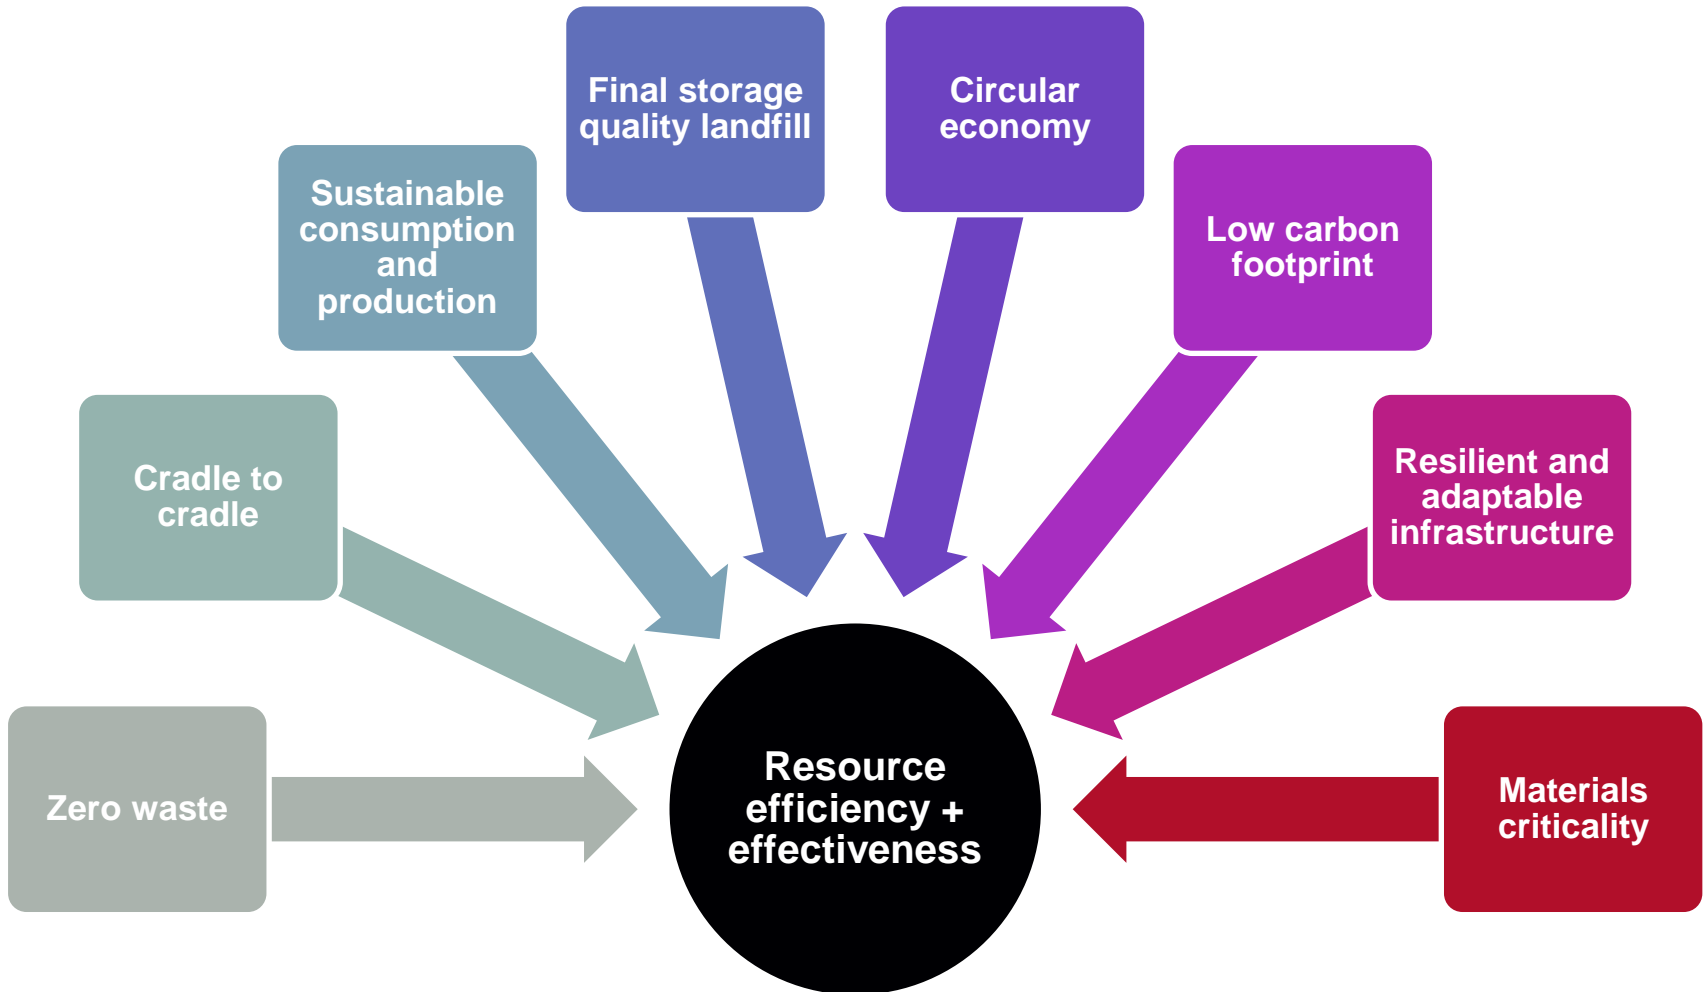 Final storage
quality landfill
Circular
economy
Sustainable
consumption
and
production
Low carbon
footprint
Cradle to
cradle
Resilient and
adaptable
infrastructure
Zero waste
Resource
efficiency +
effectiveness
Materials
criticality